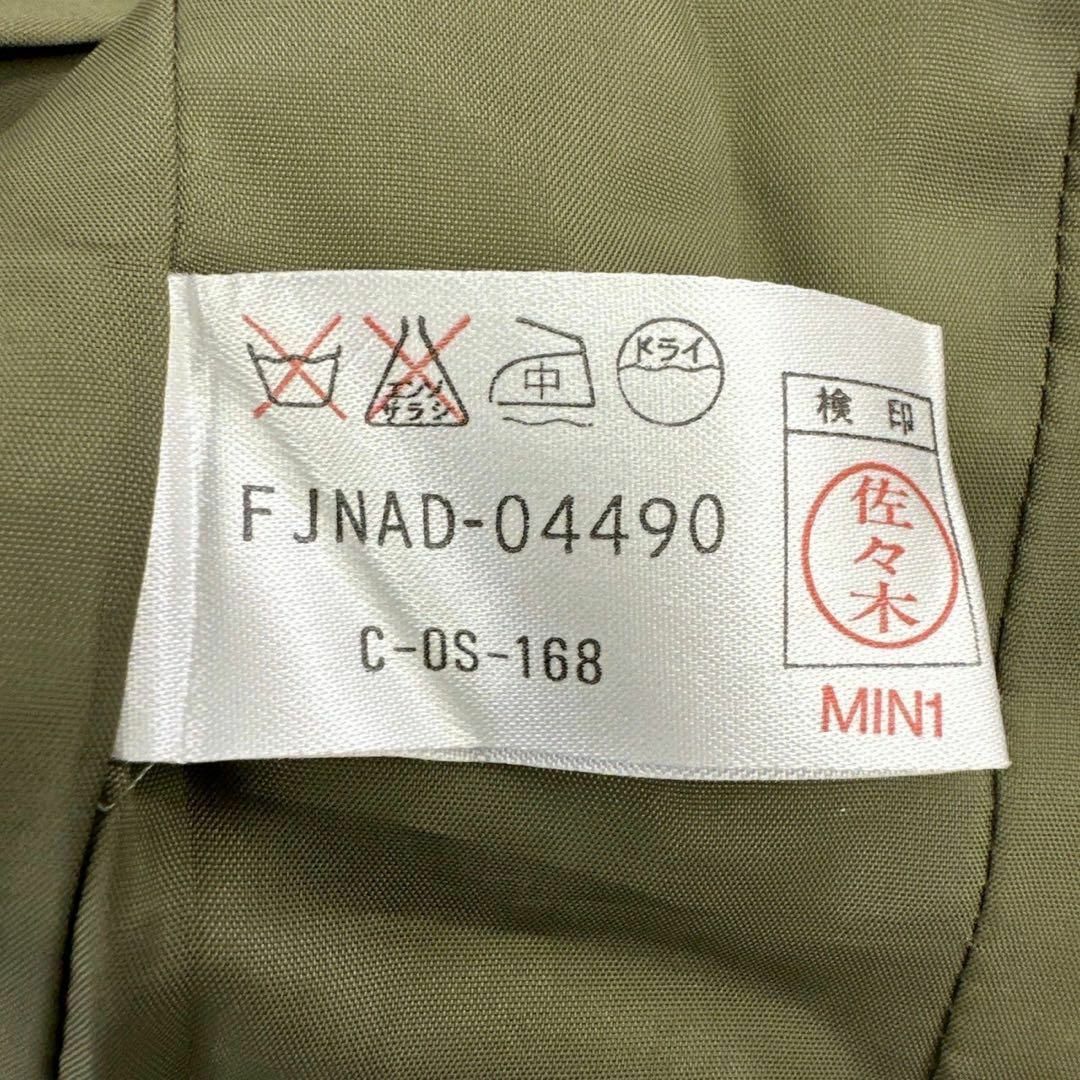 エンソ
サラシ
中
ドライ
FJNAD-04490
C-OS-168
検印
佐々木
MIN1